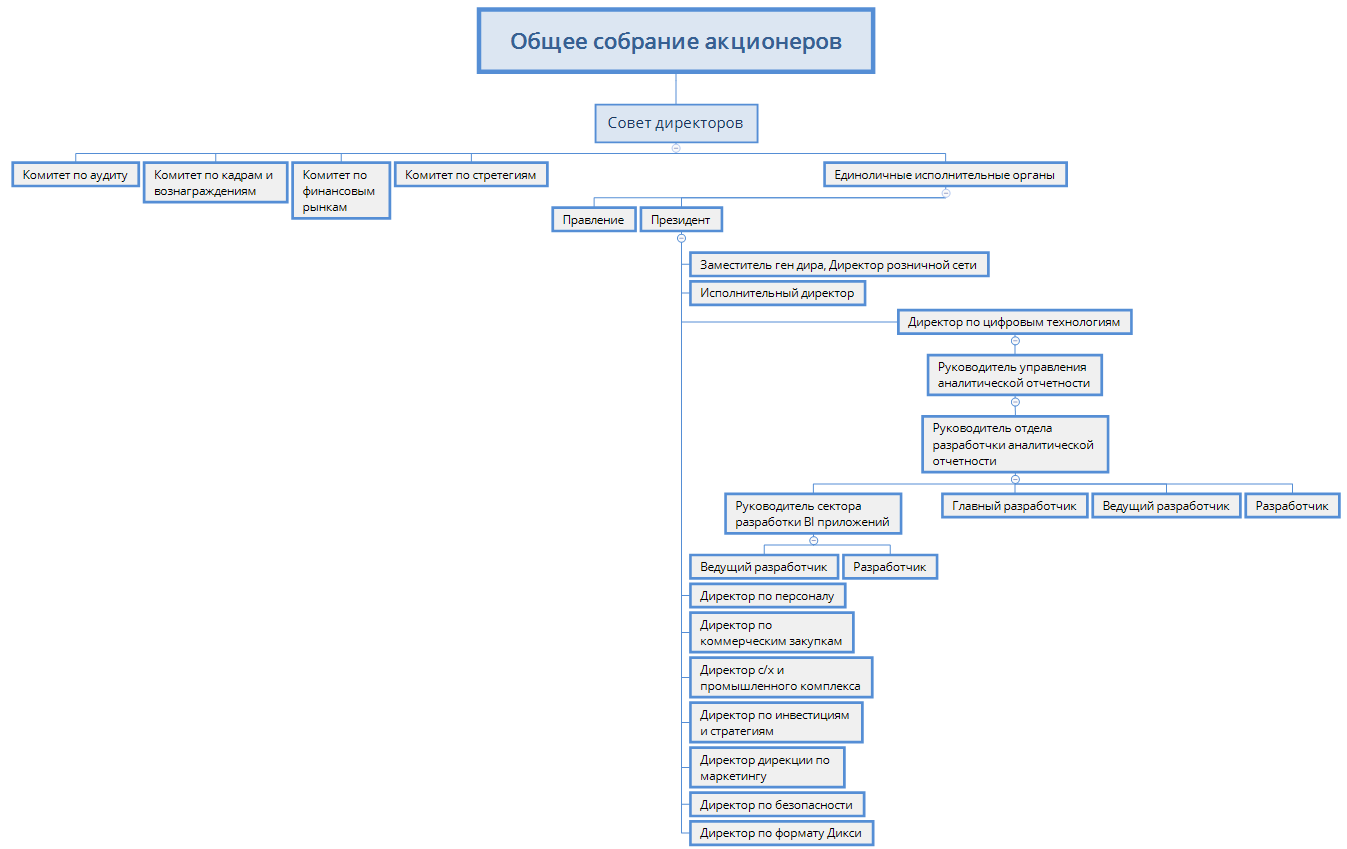 Общее собрание акционеров
Совет директоров
Комитет по аудиту
Комитет по кадрам и
вознаграждениям
Комитет по
финансовым
рынкам
Комитет по стретегиям
Единоличные исполнительные органы
Правление
Президент
Заместитель ген дира, Директор розничной сети
Исполнительный директор
Директор по цифровым технологиям
Руководитель управления
аналитической отчетности
Руководитель отдела
разработчки аналитической
отчетности
Руководитель сектора
разработки BI приложений
Главный разработчик
Ведущий разработчик
Разработчик
Ведущий разработчик
Разработчик
Директор по персоналу
Директор по
коммерческим закупкам
Директор с/х и
промышленного комплекса
Директор по инвестициям
и стратегиям
Директор дирекции по
маркетингу
Директор по безопасности
Директор по формату Дикси